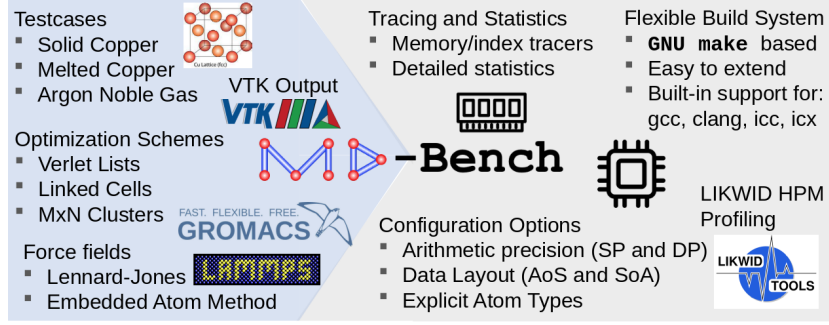 Testcases
▪ Solid Copper
▪ Melted Copper
▪ Argon Noble Gas
Cu Lattice (fcc)
VTK Output
VTK
Optimization Schemes
▪ Verlet Lists
▪ Linked Cells
▪ MxN Clusters
FAST. FLEXIBLE. FREE.
GROMACS
Force fields
▪ Lennard-Jones
▪ Embedded Atom Method
LAMMPS
MD-Bench
Tracing and Statistics
▪ Memory/index tracers
▪ Detailed statistics
Flexible Build System
▪ GNU make based
▪ Easy to extend
▪ Built-in support for:
gcc, clang, icc, icx
Configuration Options
▪ Arithmetic precision (SP and DP)
▪ Data Layout (AoS and SoA)
▪ Explicit Atom Types
LIKWID HPM
Profiling
LIKWID
TOOLS